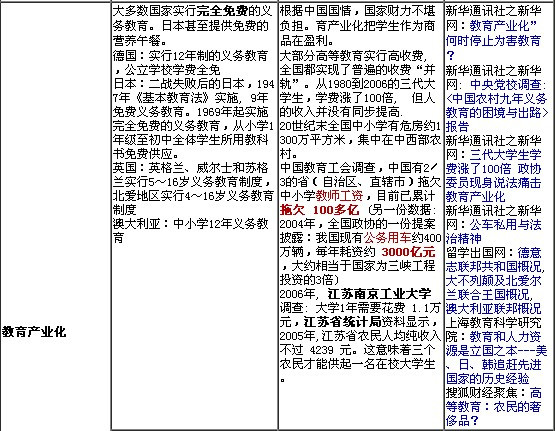 教育产业化
大多数国家实行完全免费的义
务教育。日本甚至提供免费的
营养午餐。
德国：实行12年制的义务教育
，公立学校学费全免
日本：二战失败后的日本，194
7年《基本教育法》实施，9年
免费义务教育。1969年起实施
完全免费的义务教育，从小学1
年级至初中全体学生所用教科
书免费供应。
英国：英格兰、威尔士和苏格
兰实行5～16岁义务教育制度，
北爱地区实行4～16岁义务教育
制度
澳大利亚：中小学12年义务教
育
根据中国国情，国家财力不堪
负担。育产业化把学生作为商
品在盈利。
大部分高等教育实行高收费，
全国都实现了普遍的收费“并
轨”。从1980到2006的三代大
学生，学费涨了100倍， 但人
的收入并没有同步提高.
20世纪末全国中小学有危房约1
300万平方米，集中在中西部农
村。
中国教育工会调查，中国有2/
3的省（自治区、直辖市）拖欠
中小学教师工资，目前已累计
拖欠 100多亿（另一份数据:
2004年，全国政协的一份提案
披露：我国现有公务用车约400
万辆，每年耗资约 3000亿元
，大约相当于国家为三峡工程
投资的3倍）
2006年，江苏南京工业大学
调查：大学1年需要花费 1.1万
元，江苏省统计局资料显示，
2005年,江苏省农民人均纯收入
不过 4239 元。这意味着三个
农民才能供起一名在校大学生
。
新华通讯社之新华
网：教育产业化”
何时停止为害教育
？
新华通讯社之新华
网： 中央党校调查:
<中国农村九年义务
教育的困境与出路>
报告
新华通讯社之新华
网：三代大学生学
费涨了100倍 政协
委员现身说法痛击
教育产业化
新华通讯社之新华
网：公车私用与法
治精神
留学出国网：德意
志联邦共和国概况,
大不列颠及北爱尔
兰联合王国概况,
澳大利亚联邦概况
上海教育科学研究
院：教育和人力资
源是立国之本---美
、日、韩追赶先进
国家的历史经验
搜狐财经聚焦：高
等教育：农民的奢
侈品？